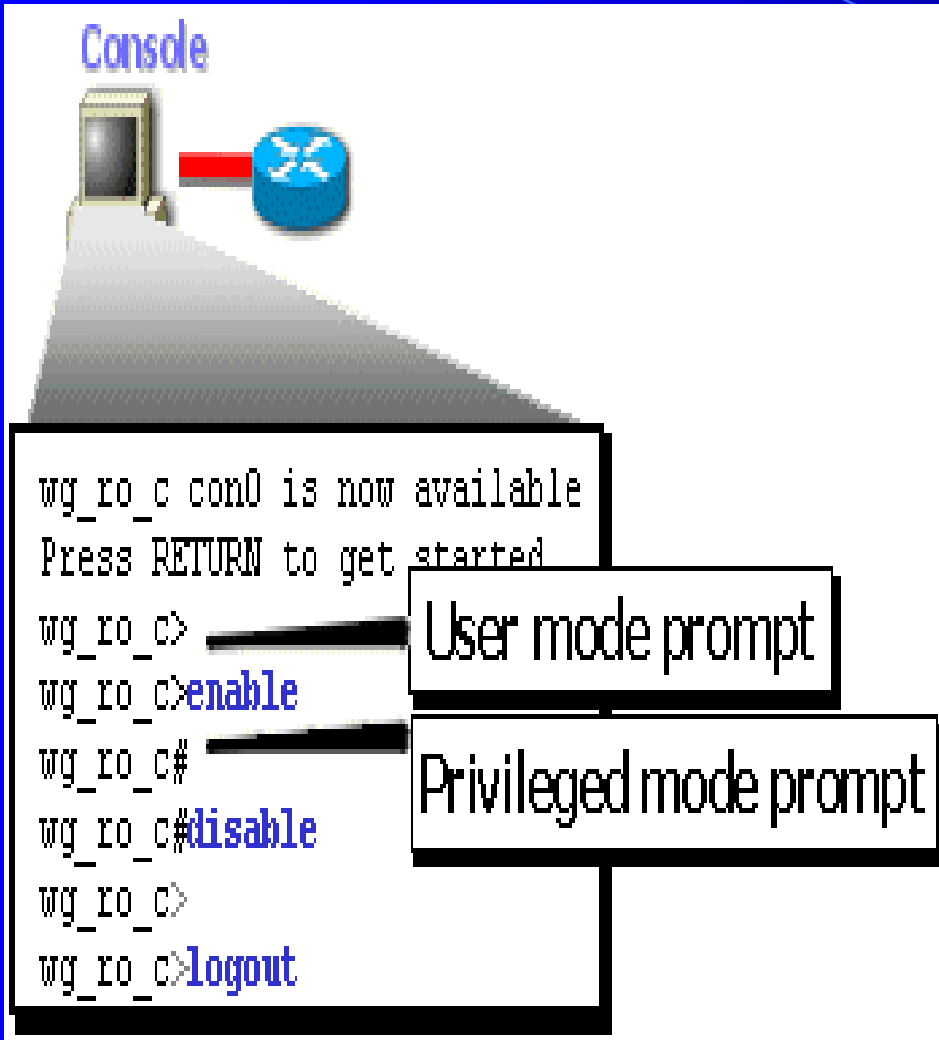 Console
wg_ro_c con0 is now available
Press RETURN to get started
wg_ro_c>
User mode prompt
wg_ro_c>enable
wg_ro_c#
Privileged mode prompt
wg_ro_c#disable
wg_ro_c>
wg_ro_c>logout